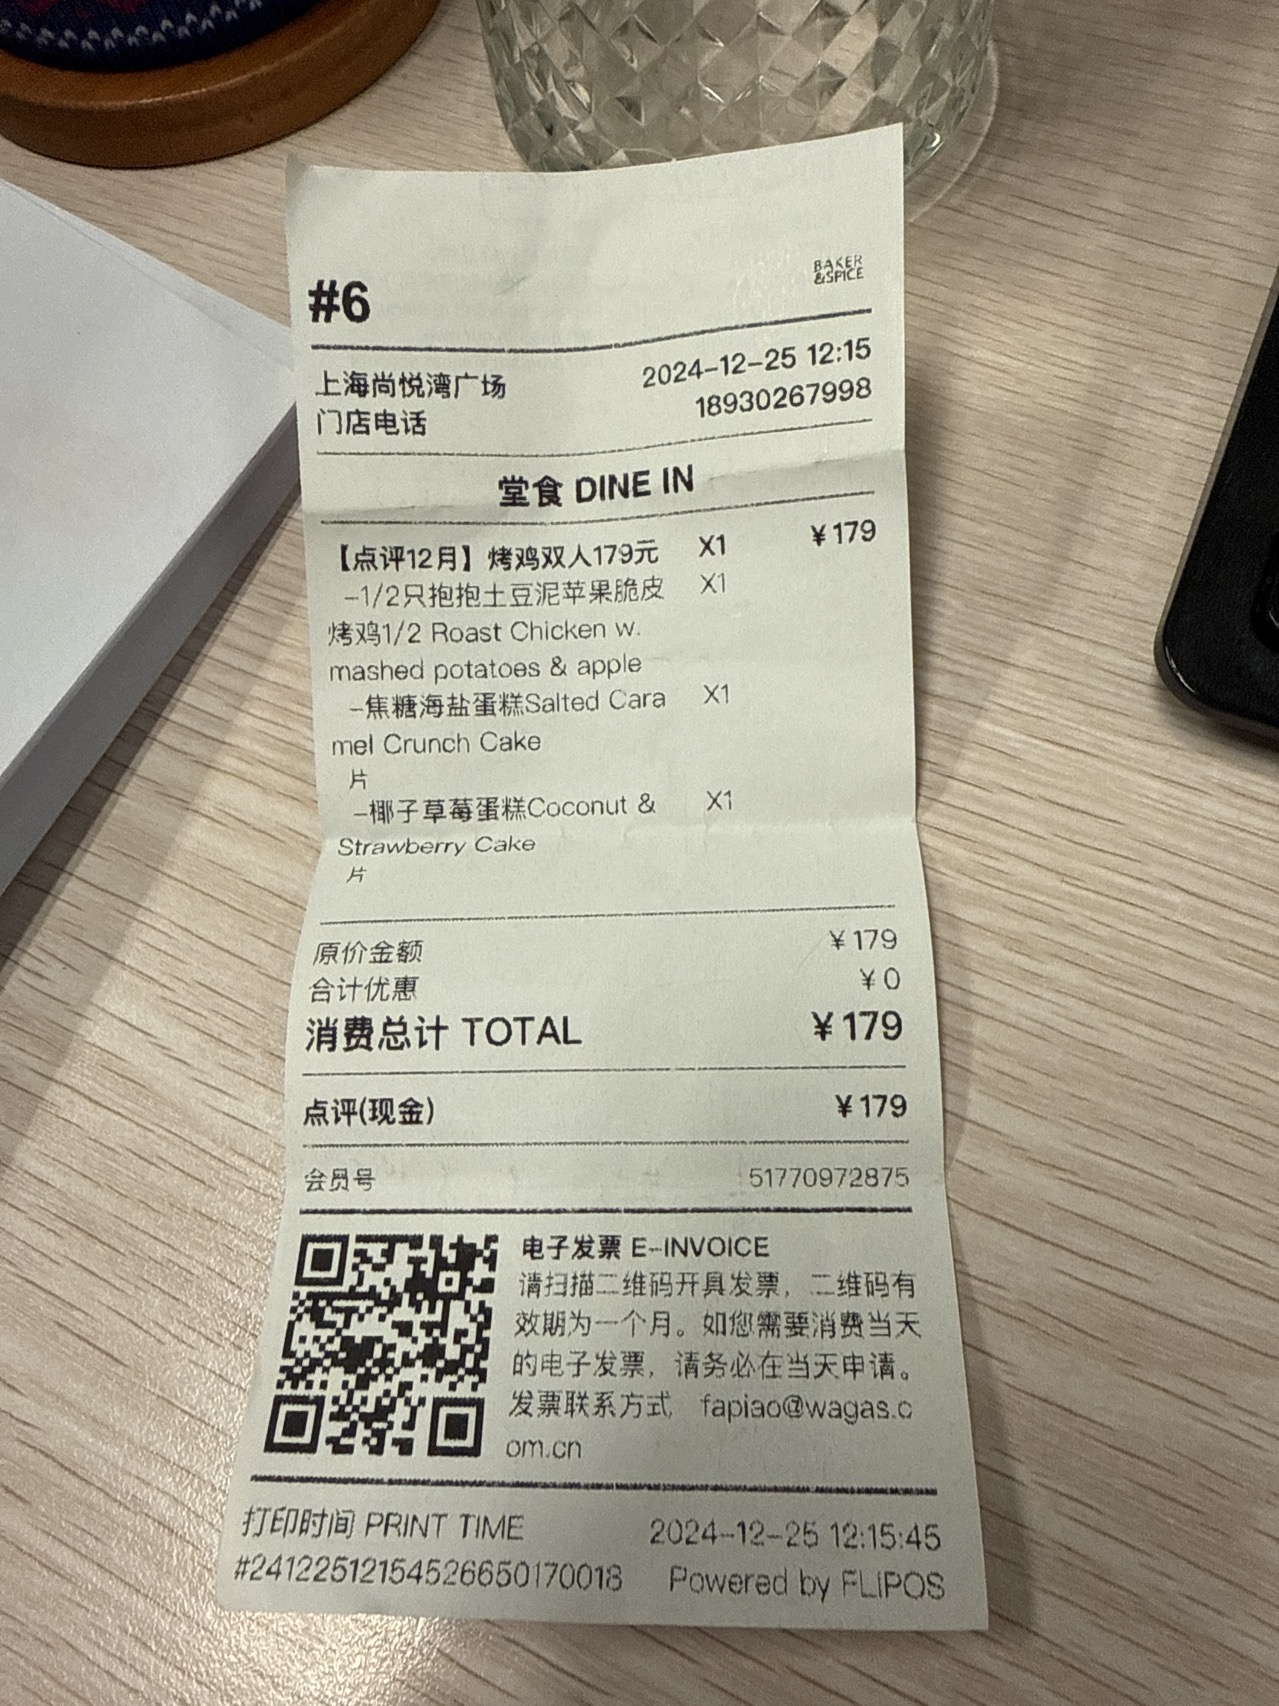 BAKER
&SPICE
#6
上海尚悦湾广场 2024-12-25 12:15
门店电话 18930267998
堂食 DINE IN
【点评12月】烤鸡双人179元 X1 ¥179
-1/2只抱抱土豆泥苹果脆皮 X1
烤鸡1/2 Roast Chicken w.
mashed potatoes & apple
-焦糖海盐蛋糕Salted Cara X1
mel Crunch Cake
片
-椰子草莓蛋糕Coconut & X1
Strawberry Cake
片
原价金额 ¥179
合计优惠 ¥0
消费总计 TOTAL ¥179
点评(现金) ¥179
会员号 51770972875
电子发票 E-INVOICE
请扫描二维码开具发票，二维码有
效期为一个月。如您需要消费当天
的电子发票，请务必在当天申请。
发票联系方式 fapiao@wagas.c
om.cn
打印时间 PRINT TIME 2024-12-25 12:15:45
#24122512154526650170018 Powered by FLIPOS